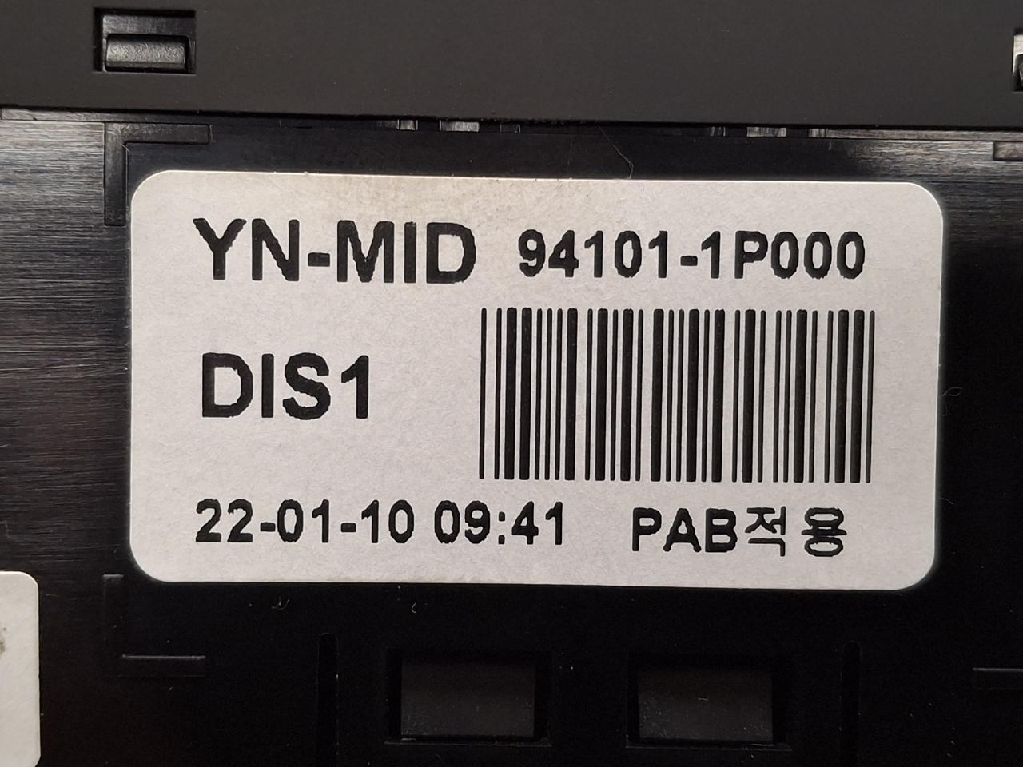 YN-MID 94101-1P000
DIS1
22-01-10 09:41 PAB적용